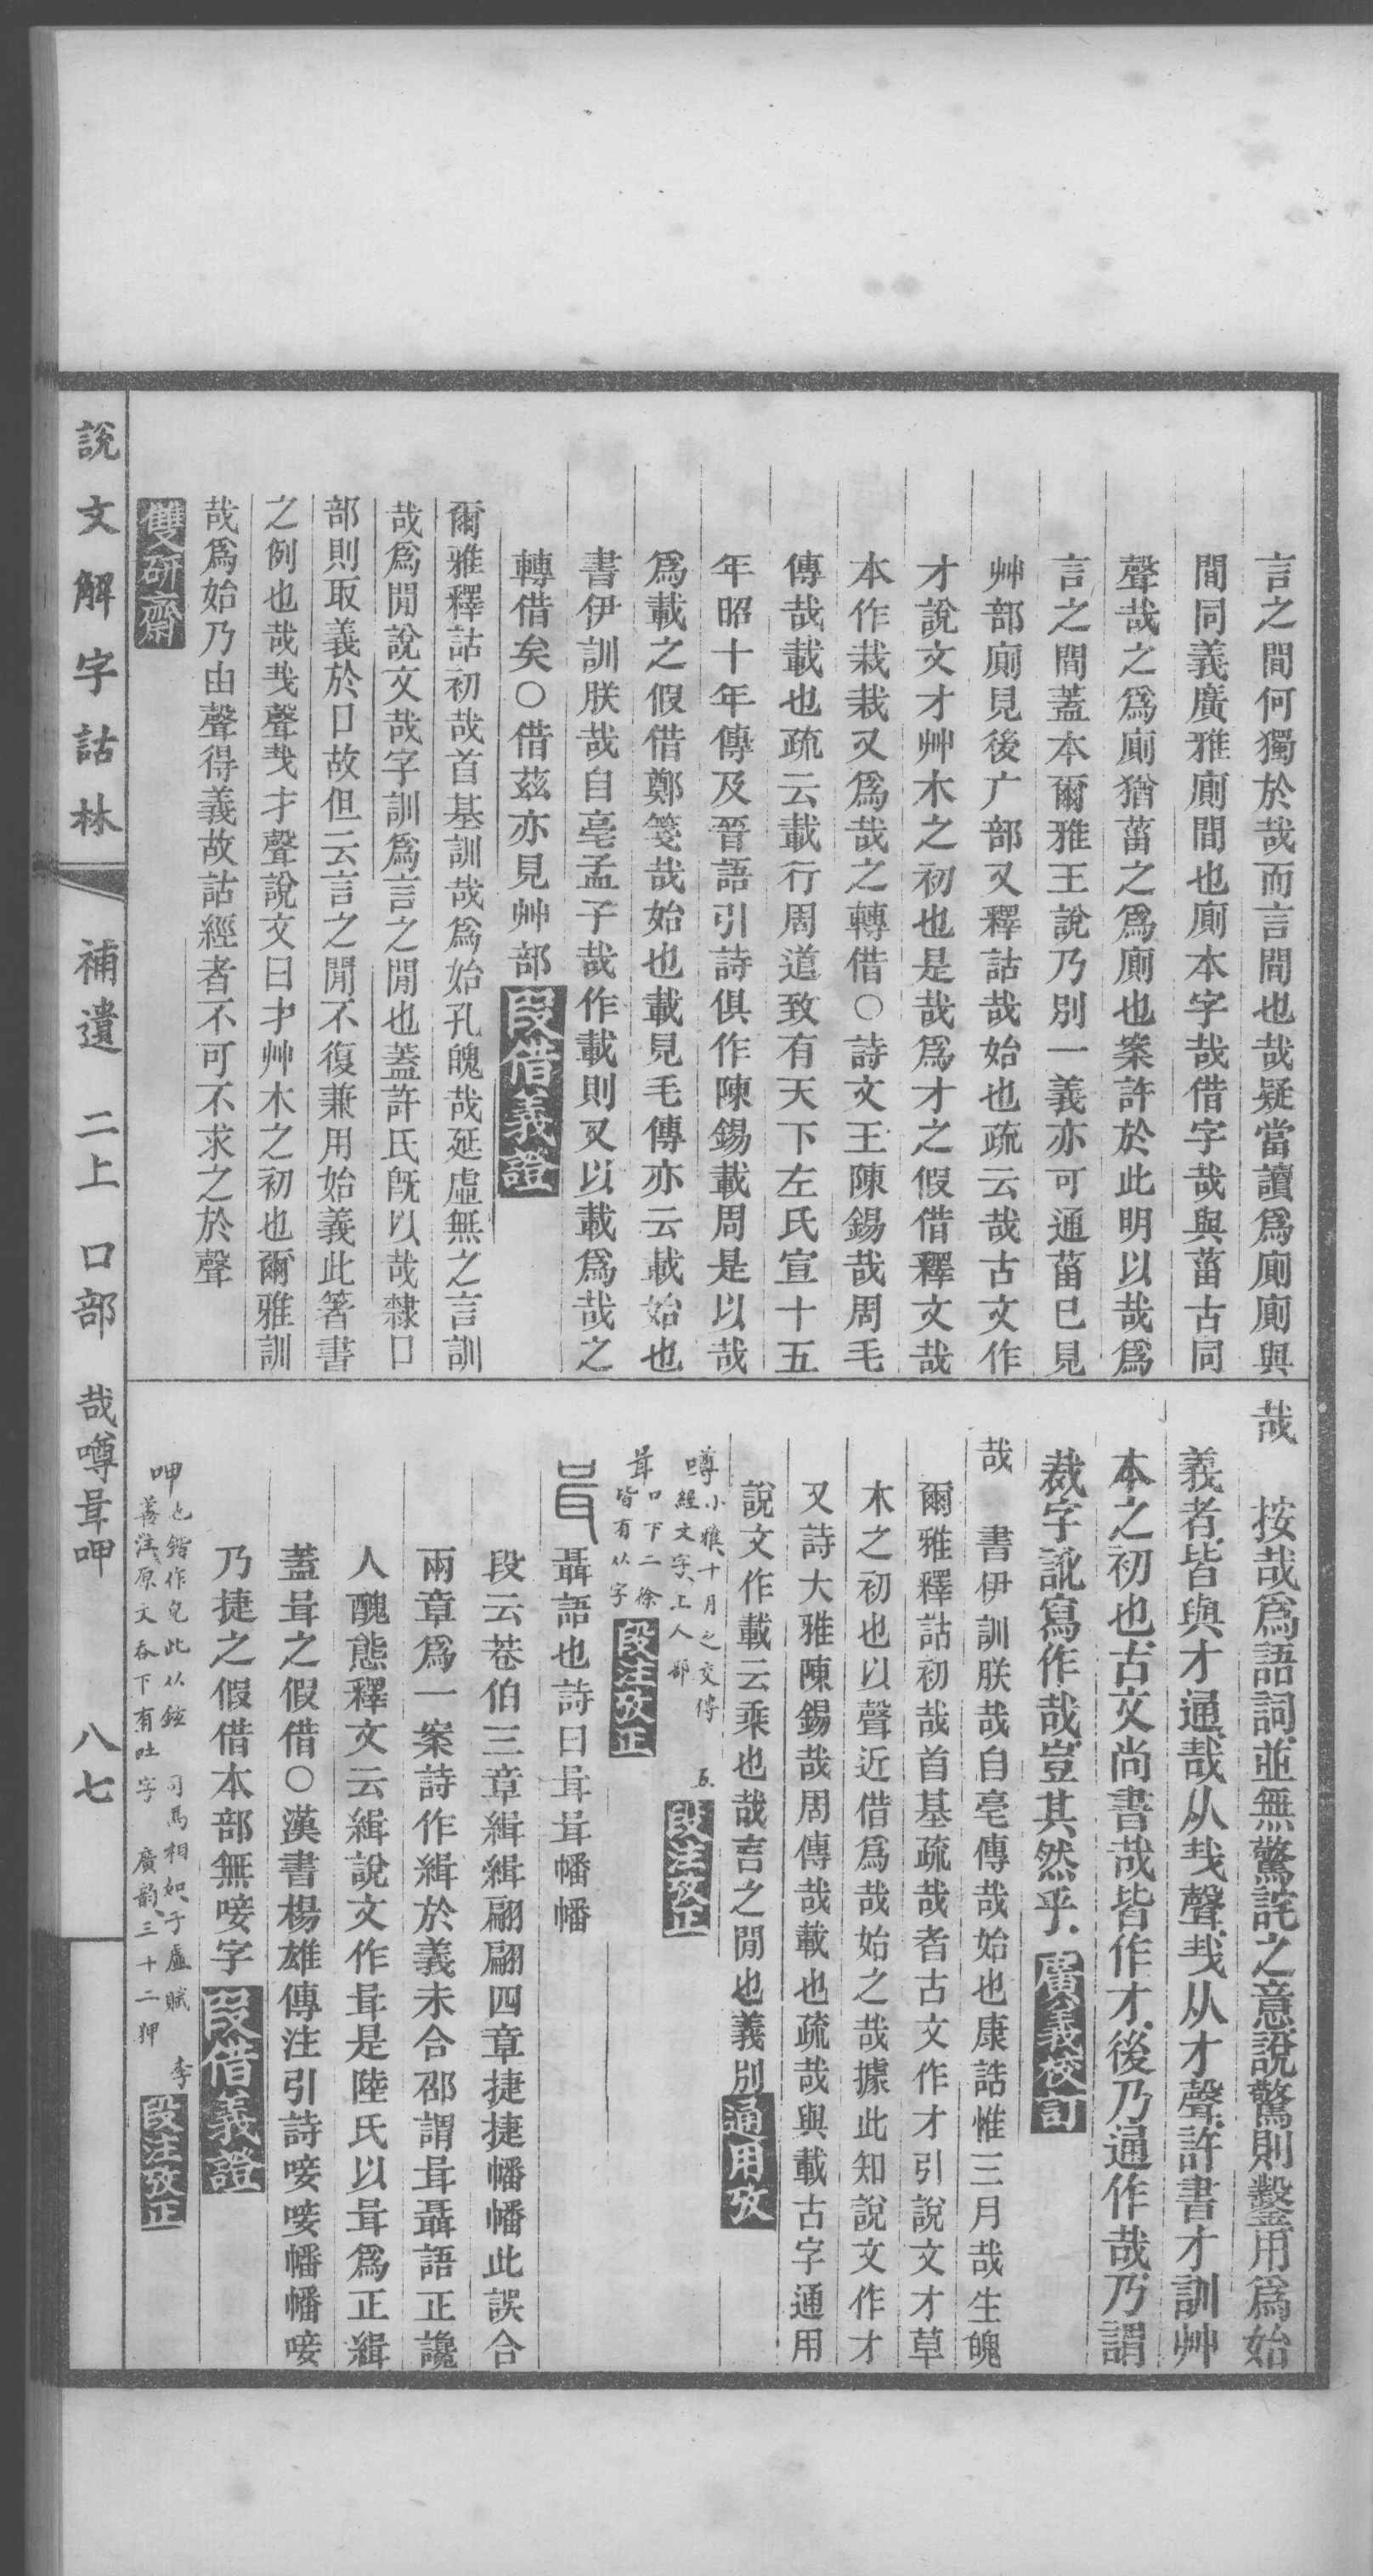 言之間何獨於哉而言間也哉疑當讀爲廁廁與
間同義廣雅廁間也廁本字哉借字哉與菑古同
聲哉之爲廁猶菑之爲廁也案許於此明以哉爲
言之間蓋本爾雅王說乃別一義亦可通菑已見
艸部廁見後广部又釋詁哉始也疏云哉古文作
才說文才艸木之初也是哉爲才之假借釋文哉
本作栽栽又爲哉之轉借○詩文王陳錫哉周毛
傳哉載也疏云載行周道致有天下左氏宣十五
年昭十年傳及晉語引詩俱作陳錫載周是以哉
爲載之假借鄭箋哉始也載見毛傳亦云載始也
書伊訓朕哉自亳孟子哉作載則又以載爲哉之
轉借矣○借茲亦見艸部 叚借義證
爾雅釋詁初哉首基訓哉爲始孔魄哉延虛無之言訓
哉爲閒說文哉字訓爲言之閒也蓋許氏既以哉隸口
部則取義於口故但云言之閒不復兼用始義此箸書
之例也哉𢦏聲𢦏才聲說文曰才艸木之初也爾雅訓
哉爲始乃由聲得義故詁經者不可不求之於聲
雙硏齋
哉 按哉爲語詞並無驚詫之意說驚則鑿用爲始
義者皆與才通哉从𢦏聲𢦏从才聲許書才訓艸
本之初也古文尚書哉皆作才後乃通作哉乃謂
裁字訛寫作哉豈其然乎 廣義校訂
哉 書伊訓朕哉自亳傳哉始也康誥惟三月哉生魄
爾雅釋詁初哉首基疏哉者古文作才引說文才草
木之初也以聲近借爲哉始之哉據此知說文作才
又詩大雅陳錫哉周傳哉載也疏哉與載古字通用
說文作載云乘也哉言之閒也義別 通用攷
噂 小雅十月之交傳 五經文字上人部 段注攷正
咠 口下二徐皆有从字 段注攷正
咠 聶語也詩曰咠咠幡幡
段云巷伯三章緝緝翩翩四章捷捷幡幡此誤合
兩章爲一案詩作緝於義未合邵謂咠聶語正讒
人醜態釋文云緝說文作咠是陸氏以咠爲正緝
蓋咠之假借○漢書楊雄傳注引詩唼唼幡幡唼
乃捷之假借本部無唼字 叚借義證
呷 也鍇作皃此从鉉 司馬相如子虛賦 李善注原文吞下有吐字 廣韵三十二狎 段注攷正
說文解字詁林 補遺 二上 口部 哉噂咠呷 八七